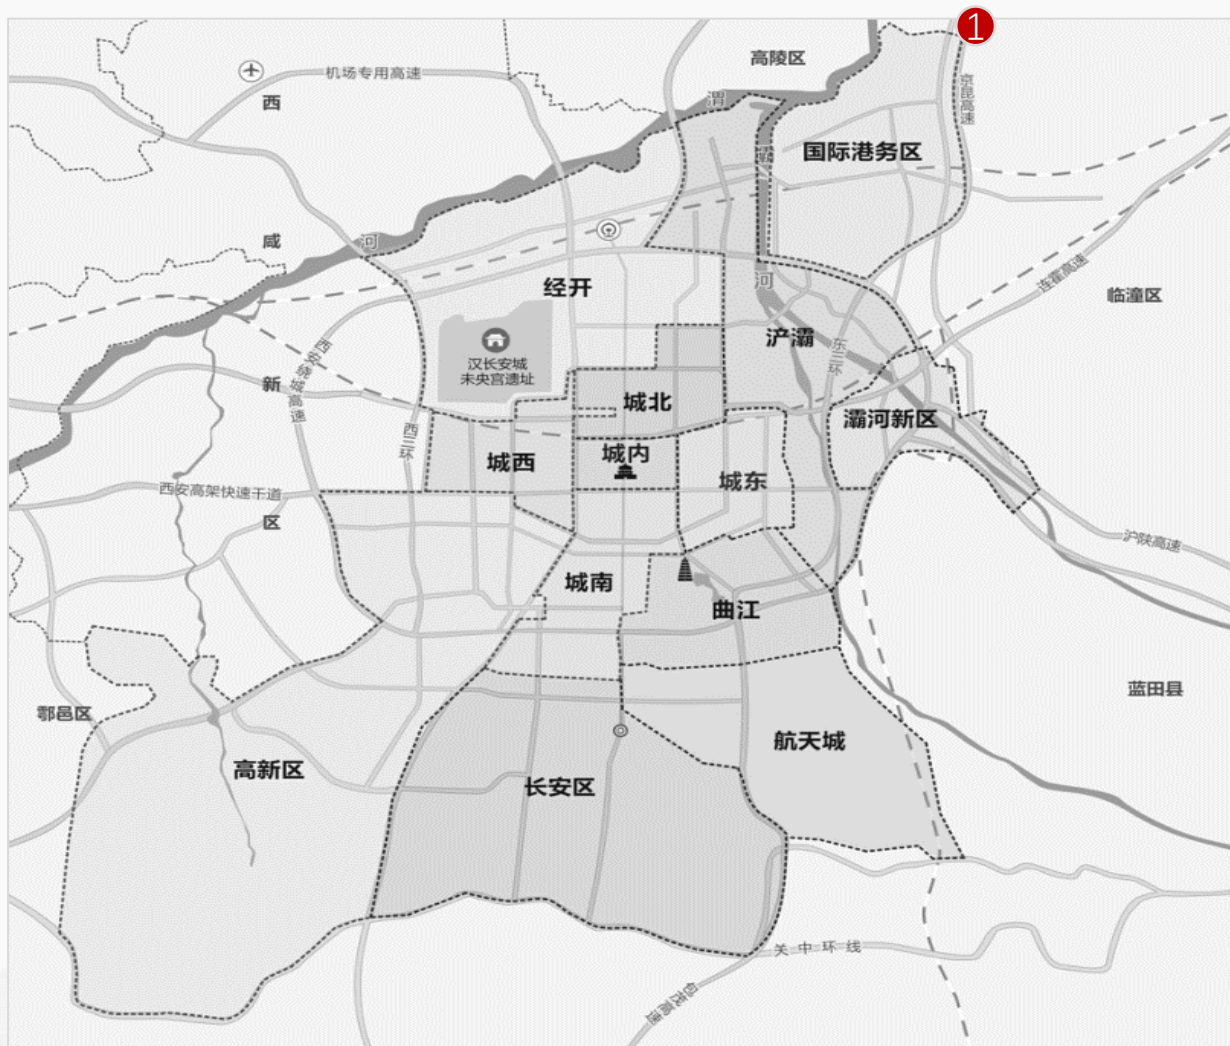 1
高陵区
机场专用高速
西
渭
京昆高速
国际港务区
灞
咸
河
经开
河
连霍高速
临潼区
浐灞
东三环
汉长安城
未央宫遗址
西安绕城高速
新
城北
灞河新区
西三环
城西
城内
城东
西安高架快速干道
区
沪陕高速
城南
曲江
蓝田县
鄠邑区
航天城
高新区
长安区
关中环线
包茂高速